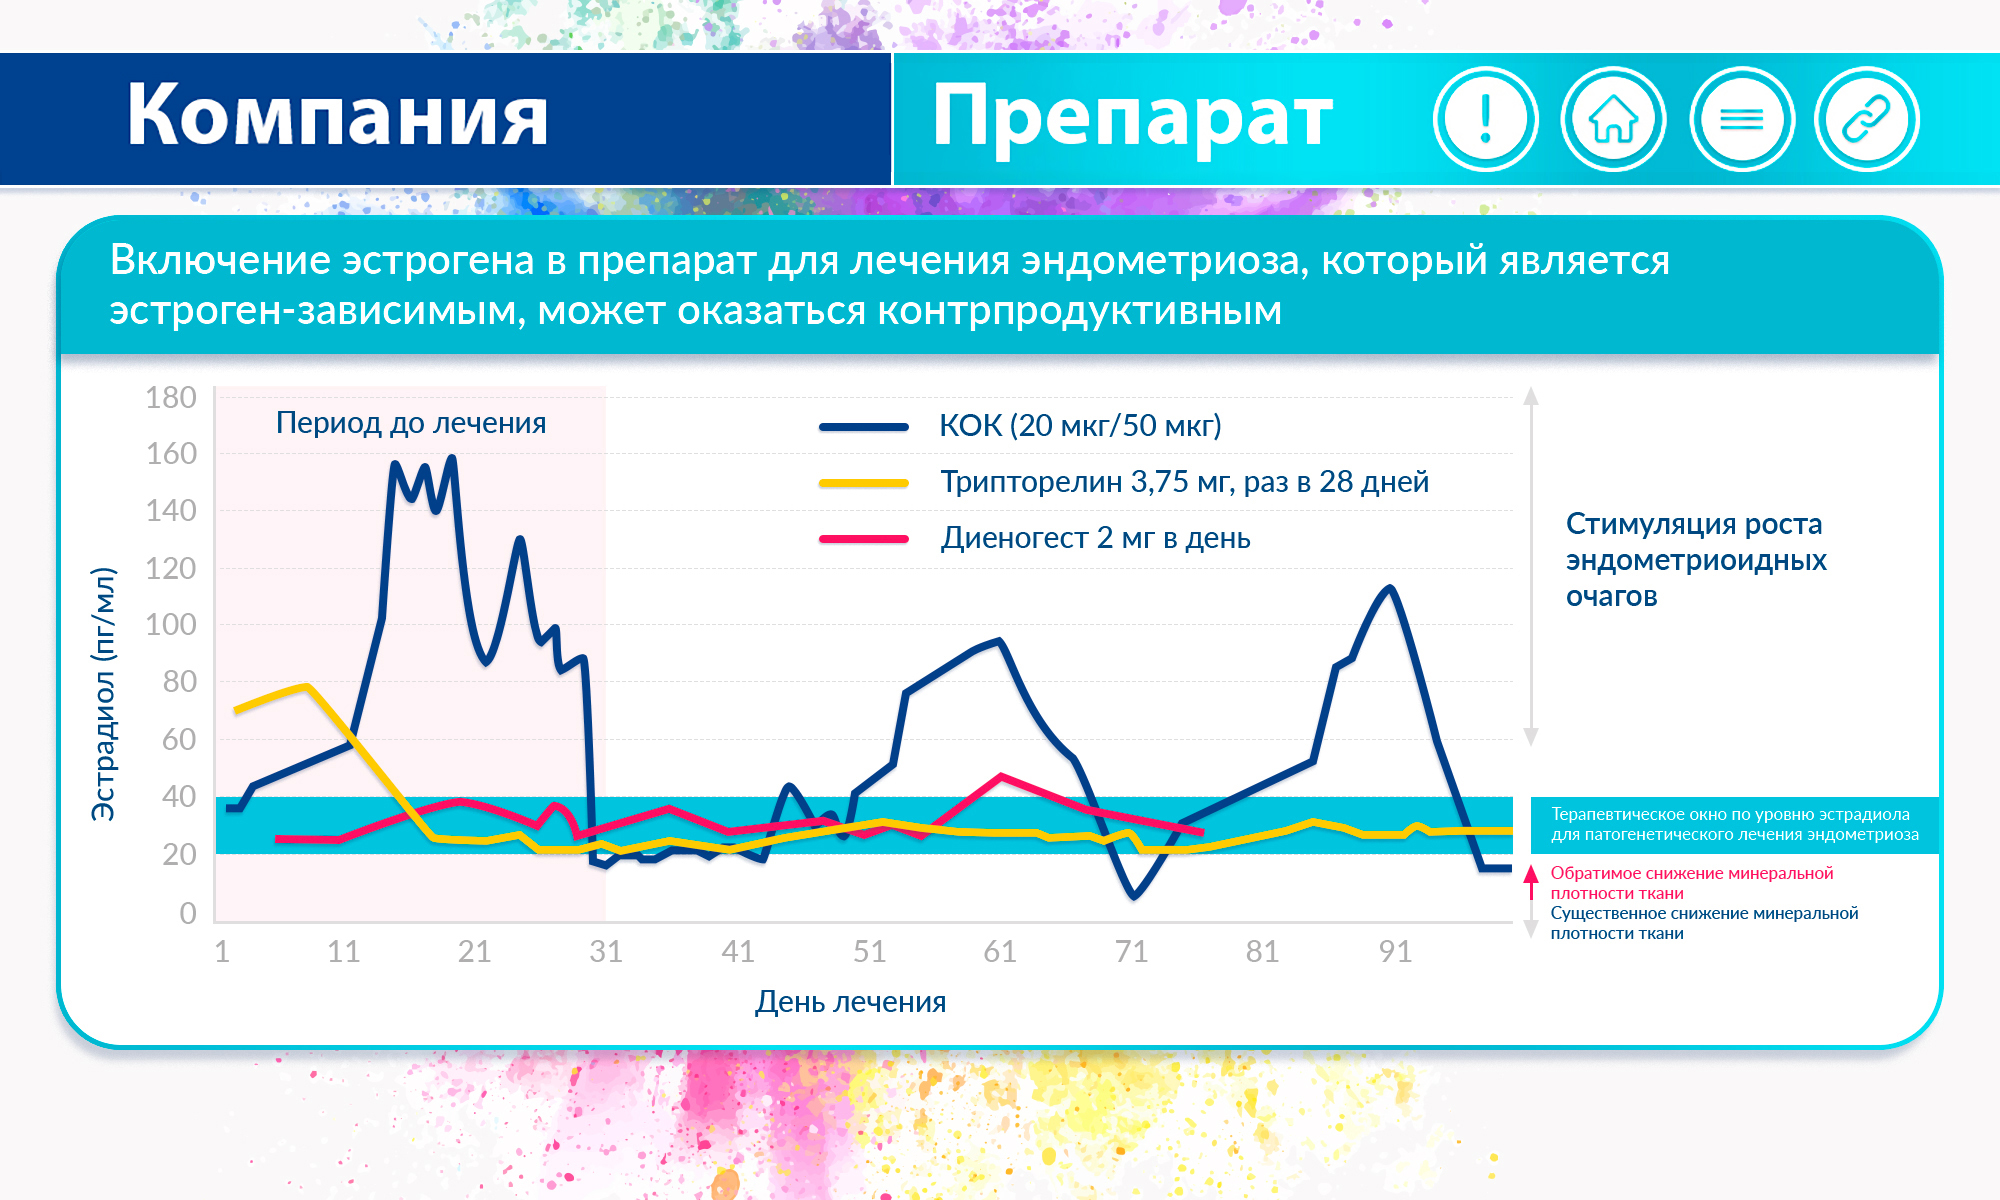 Компания
Препарат
Включение эстрогена в препарат для лечения эндометриоза, который является
эстроген-зависимым, может оказаться контрпродуктивным
Период до лечения
КОК (20 мкг/50 мкг)
Трипторелин 3,75 мг, раз в 28 дней
Диеногест 2 мг в день
Эстрадиол (пг/мл)
180
160
140
120
100
80
60
40
20
0
1 11 21 31 41 51 61 71 81 91
День лечения
Стимуляция роста
эндометриоидных
очагов
Терапевтическое окно по уровню эстрадиола
для патогенетического лечения эндометриоза
Обратимое снижение минеральной
плотности ткани
Существенное снижение минеральной
плотности ткани